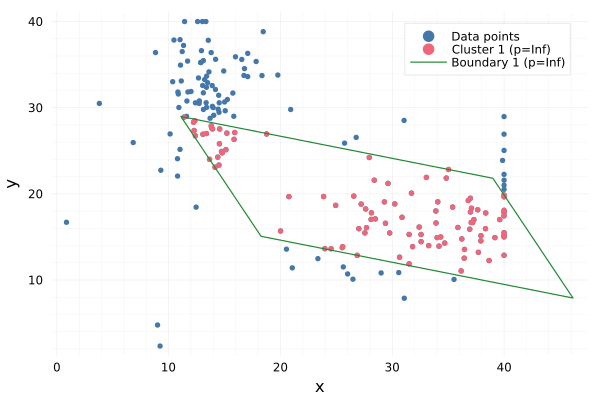 40
Data points
Cluster 1 (p=Inf)
Boundary 1 (p=Inf)
30
y
20
10
0 10 20 30 40
x